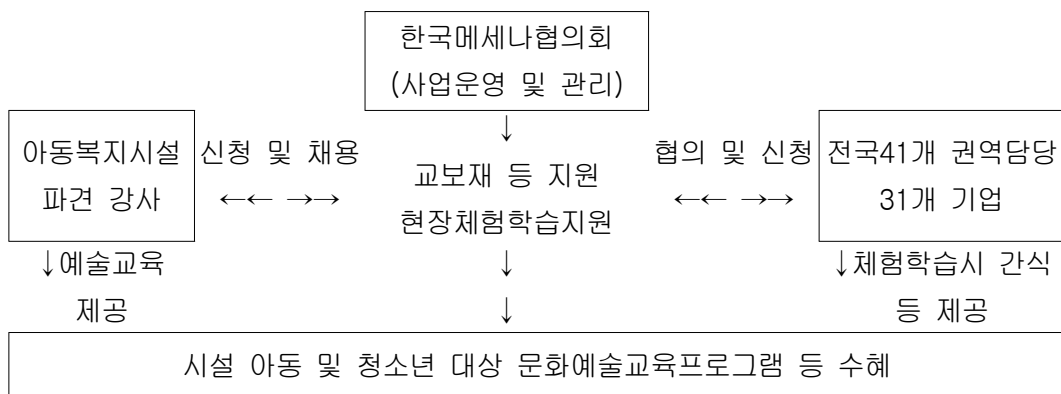 한국메세나협의회
(사업운영 및 관리)
↓
아동복지시설 신청 및 채용 협의 및 신청 전국41개 권역담당
교보재 등 지원
파견 강사 ←← →→ ←← →→ 31개 기업
현장체험학습지원
↓예술교육 ↓ ↓체험학습시 간식
제공 ↓ 등 제공
시설 아동 및 청소년 대상 문화예술교육프로그램 등 수혜